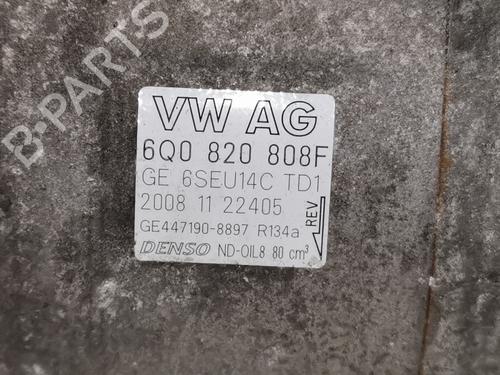 B-PARTS
VW AG
6Q0 820 808F
GE 6SEU14C TD1
2008 11 22405
GE447190-8897 R134a
DENSO ND-OIL8 80 cm³
REV
B-PARTS